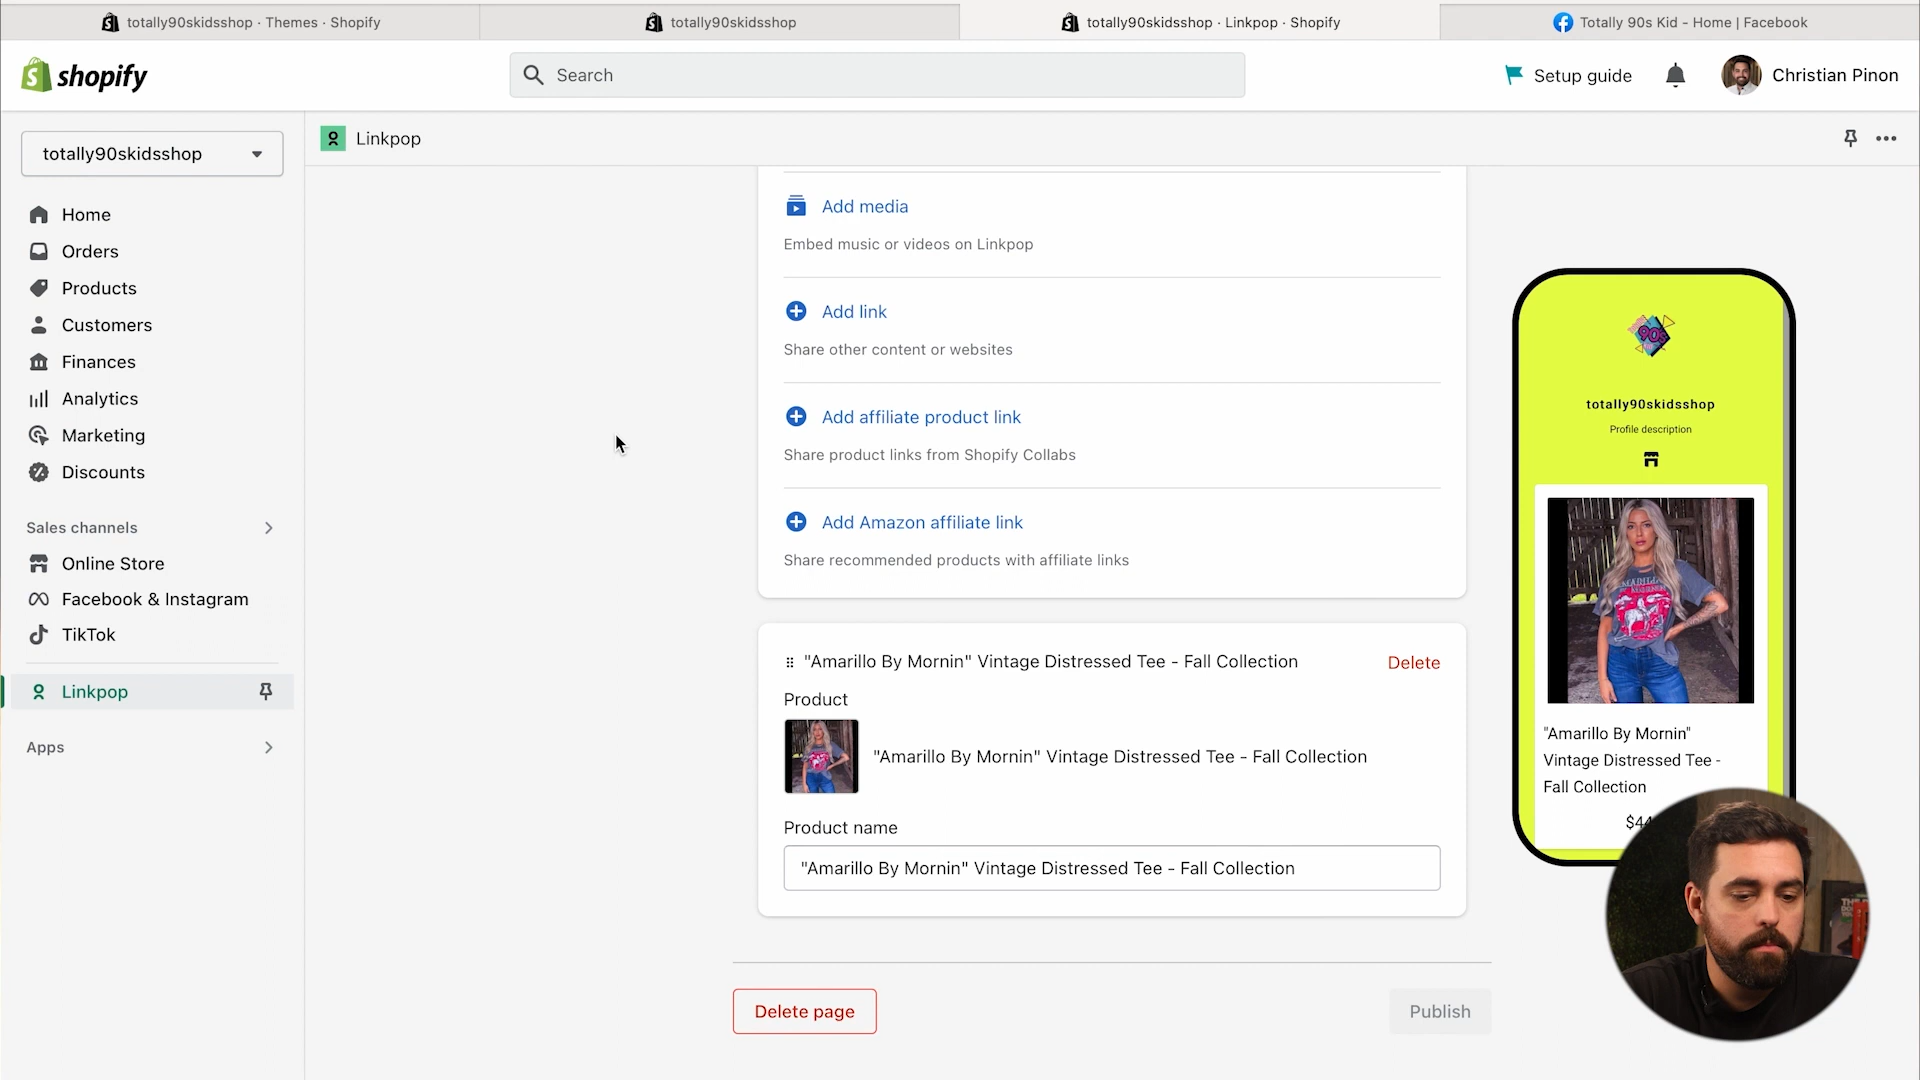 totally90skidsshop · Themes · Shopify
totally90skidsshop
totally90skidsshop · Linkpop · Shopify
Totally 90s Kid - Home | Facebook
shopify
Search
Setup guide
Christian Pinon
totally90skidsshop
Linkpop
Home
Orders
Products
Customers
Finances
Analytics
Marketing
Discounts
Sales channels
Online Store
Facebook & Instagram
TikTok
Linkpop
Apps
Add media
Embed music or videos on Linkpop
Add link
Share other content or websites
Add affiliate product link
Share product links from Shopify Collabs
Add Amazon affiliate link
Share recommended products with affiliate links
"Amarillo By Mornin" Vintage Distressed Tee - Fall Collection
Delete
Product
"Amarillo By Mornin" Vintage Distressed Tee - Fall Collection
Product name
"Amarillo By Mornin" Vintage Distressed Tee - Fall Collection
Delete page
Publish
90s
totally90skidsshop
Profile description
"Amarillo By Mornin"
Vintage Distressed Tee -
Fall Collection
$44